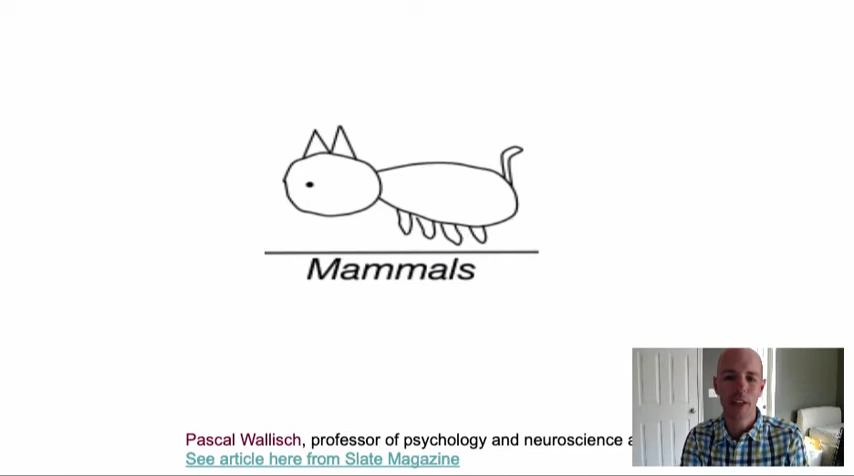 Mammals
Pascal Wallisch, professor of psychology and neuroscience a
See article here from Slate Magazine